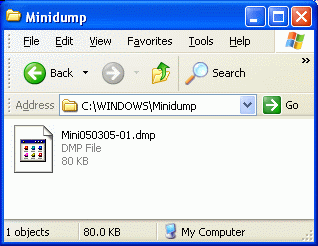 Minidump
File Edit View Favorites Tools Help
Back Search
Address C:\WINDOWS\Minidump Go
Mini050305-01.dmp
DMP File
80 KB
1 objects 80.0 KB My Computer